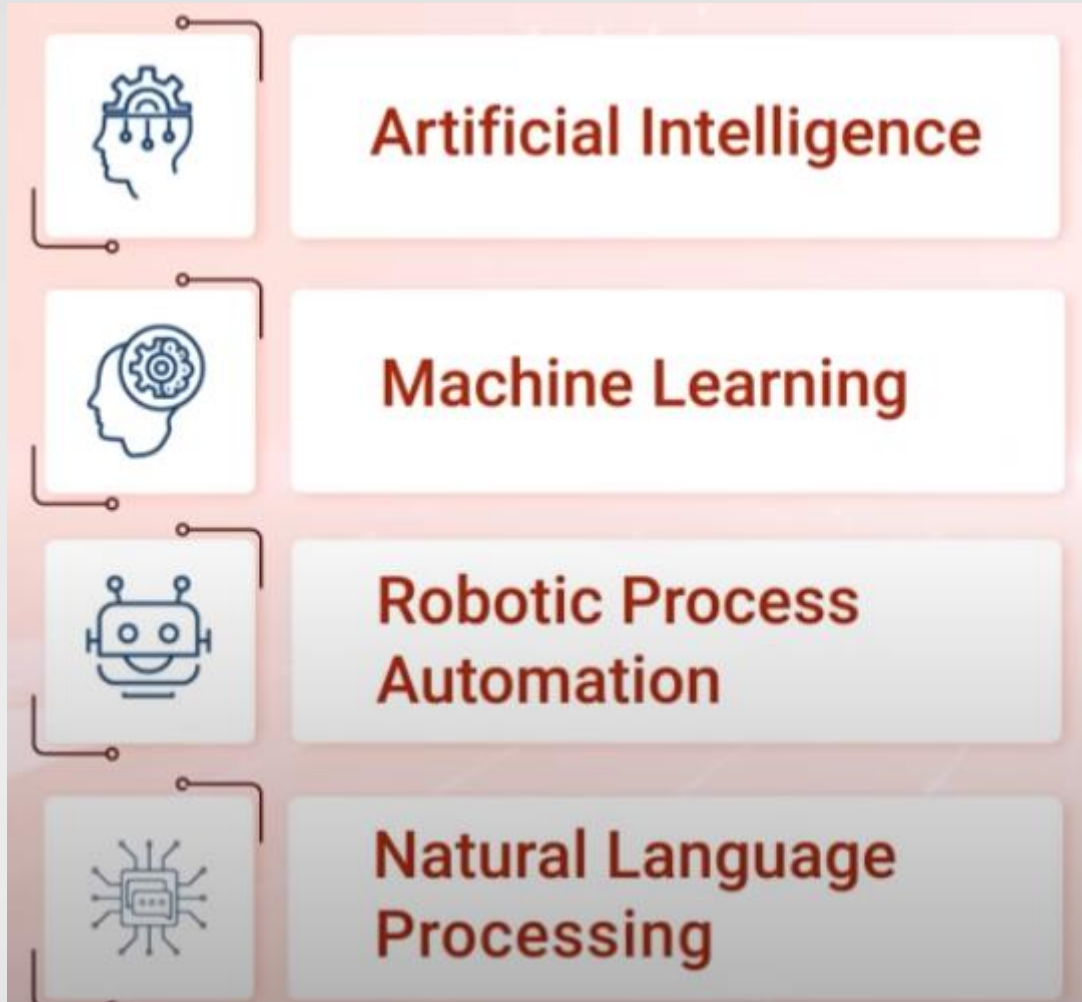 Artificial Intelligence
Machine Learning
Robotic Process
Automation
Natural Language
Processing